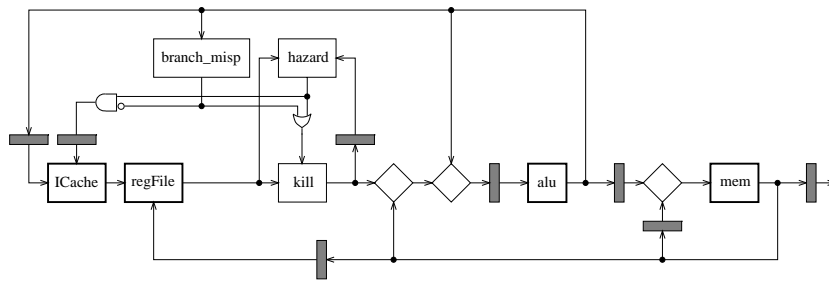 branch_misp
hazard
ICache
regFile
kill
alu
mem